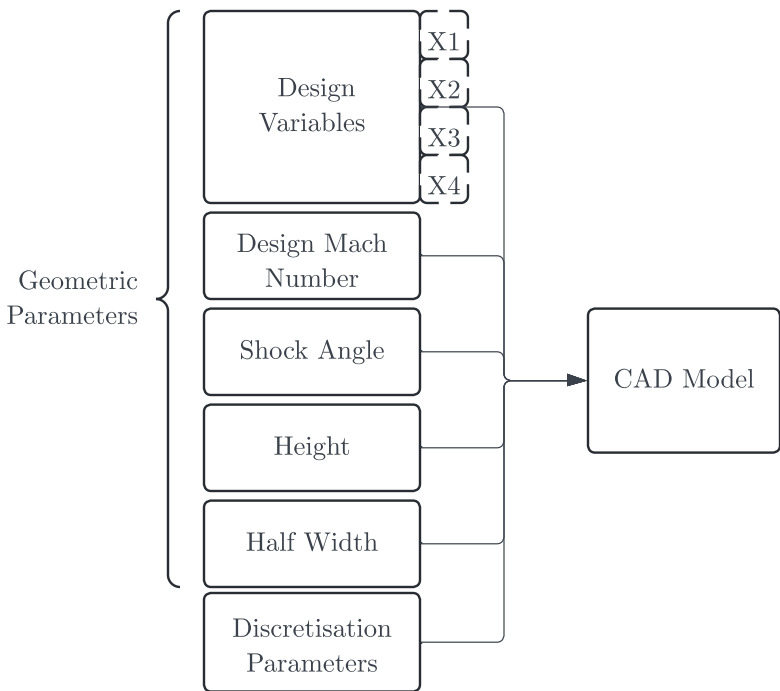 Geometric
Parameters
Design
Variables
X1
X2
X3
X4
Design Mach
Number
Shock Angle
Height
Half Width
Discretisation
Parameters
CAD Model